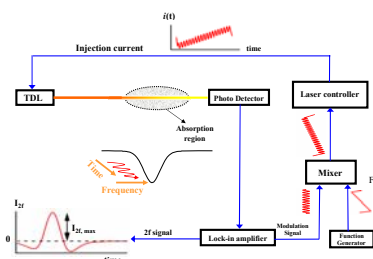 i(t)
time
Injection current
TDL
Photo Detector
Laser controller
Absorption
region
Time
Frequency
Mixer
F
I2f
I2f, max
0
2f signal
Lock-in amplifier
Modulation
Signal
Function
Generator
time